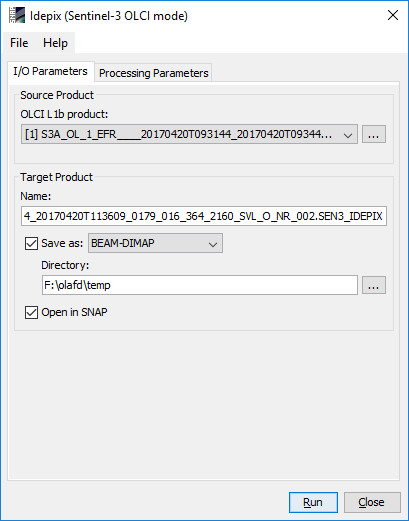 Idepix (Sentinel-3 OLCI mode)
File Help
I/O Parameters Processing Parameters
Source Product
OLCI L1b product:
[1] S3A_OL_1_EFR____20170420T093144_20170420T09344... ...
Target Product
Name:
4_20170420T113609_0179_016_364_2160_SVL_O_NR_002.SEN3_IDEPIX
Save as: BEAM-DIMAP
Directory:
F:\olafd\temp ...
Open in SNAP
Run Close